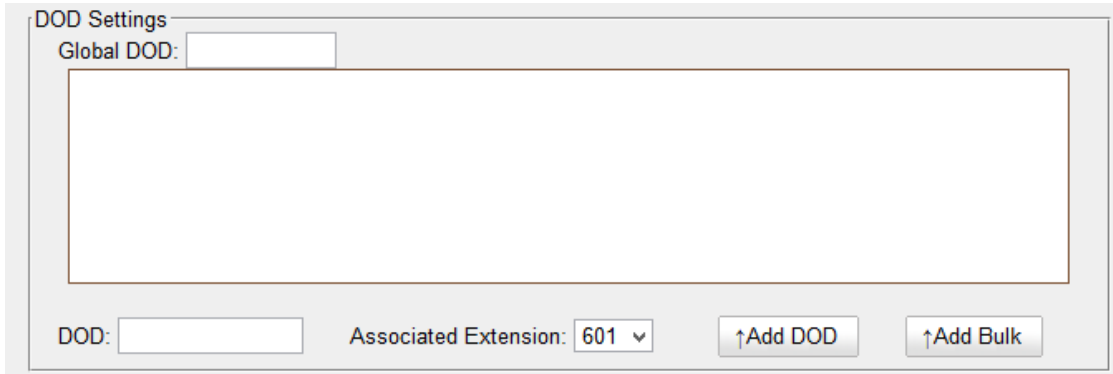 DOD Settings
Global DOD:
DOD: Associated Extension: 601 ↑Add DOD ↑Add Bulk